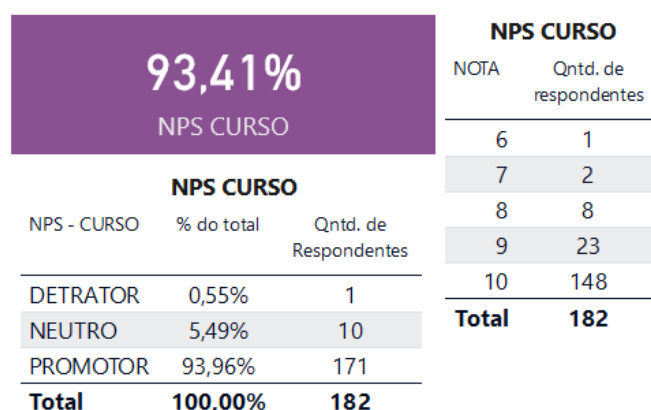 93,41%
NPS CURSO
NPS CURSO
NPS - CURSO % do total Qntd. de
Respondentes
DETRATOR 0,55% 1
NEUTRO 5,49% 10
PROMOTOR 93,96% 171
Total 100,00% 182
NPS CURSO
NOTA Qntd. de
respondentes
6 1
7 2
8 8
9 23
10 148
Total 182